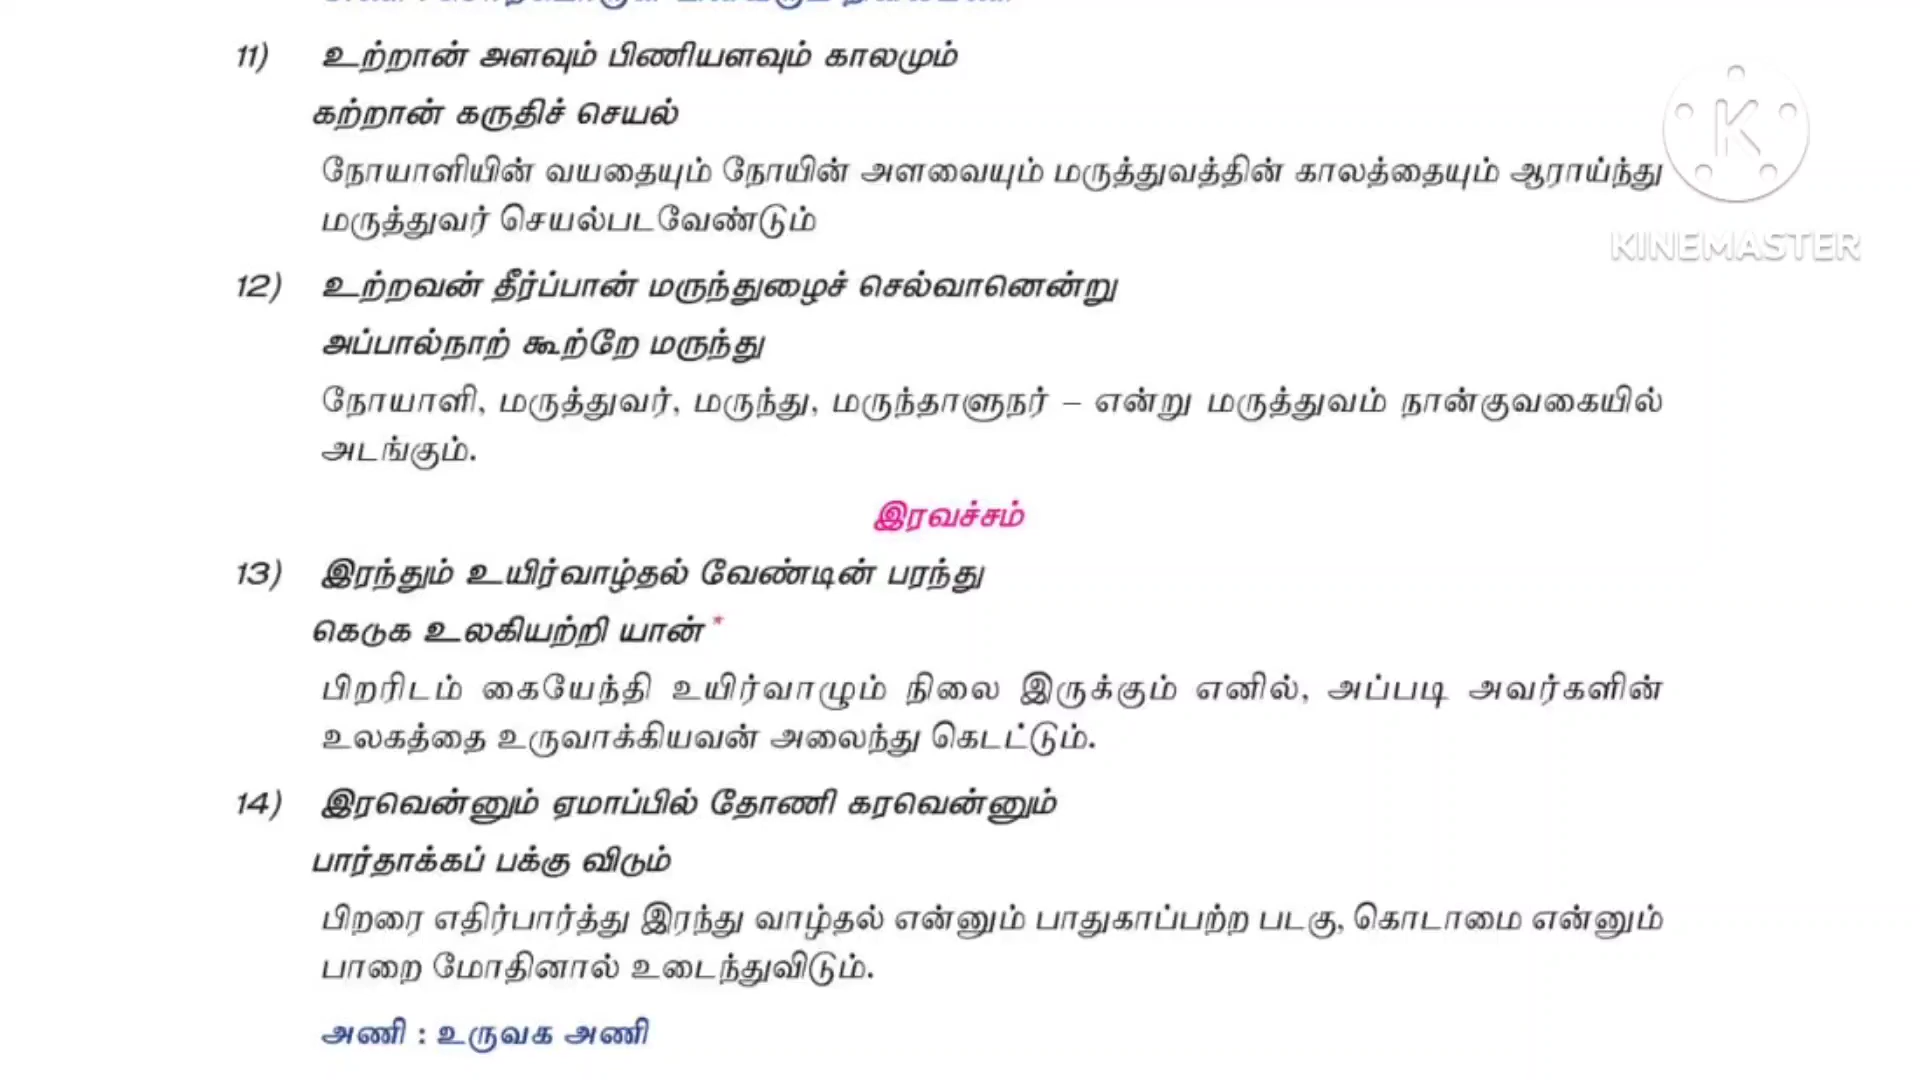 11) உற்றான் அளவும் பிணியளவும் காலமும்
கற்றான் கருதிச் செயல்
நோயாளியின் வயதையும் நோயின் அளவையும் மருத்துவத்தின் காலத்தையும் ஆராய்ந்து
மருத்துவர் செயல்படவேண்டும்
12) உற்றவன் தீர்ப்பான் மருந்துழைச் செல்வானென்று
அப்பால்நாற் கூற்றே மருந்து
நோயாளி, மருத்துவர், மருந்து, மருந்தாளுநர் – என்று மருத்துவம் நான்குவகையில்
அடங்கும்.
இரவச்சம்
13) இரந்தும் உயிர்வாழ்தல் வேண்டின் பரந்து
கெடுக உலகியற்றி யான்*
பிறரிடம் கையேந்தி உயிர்வாழும் நிலை இருக்கும் எனில், அப்படி அவர்களின்
உலகத்தை உருவாக்கியவன் அலைந்து கெடட்டும்.
14) இரவென்னும் ஏமாப்பில் தோணி கரவென்னும்
பார்தாக்கப் பக்கு விடும்
பிறரை எதிர்பார்த்து இரந்து வாழ்தல் என்னும் பாதுகாப்பற்ற படகு, கொடாமை என்னும்
பாறை மோதினால் உடைந்துவிடும்.
அணி : உருவக அணி
K
KINEMASTER